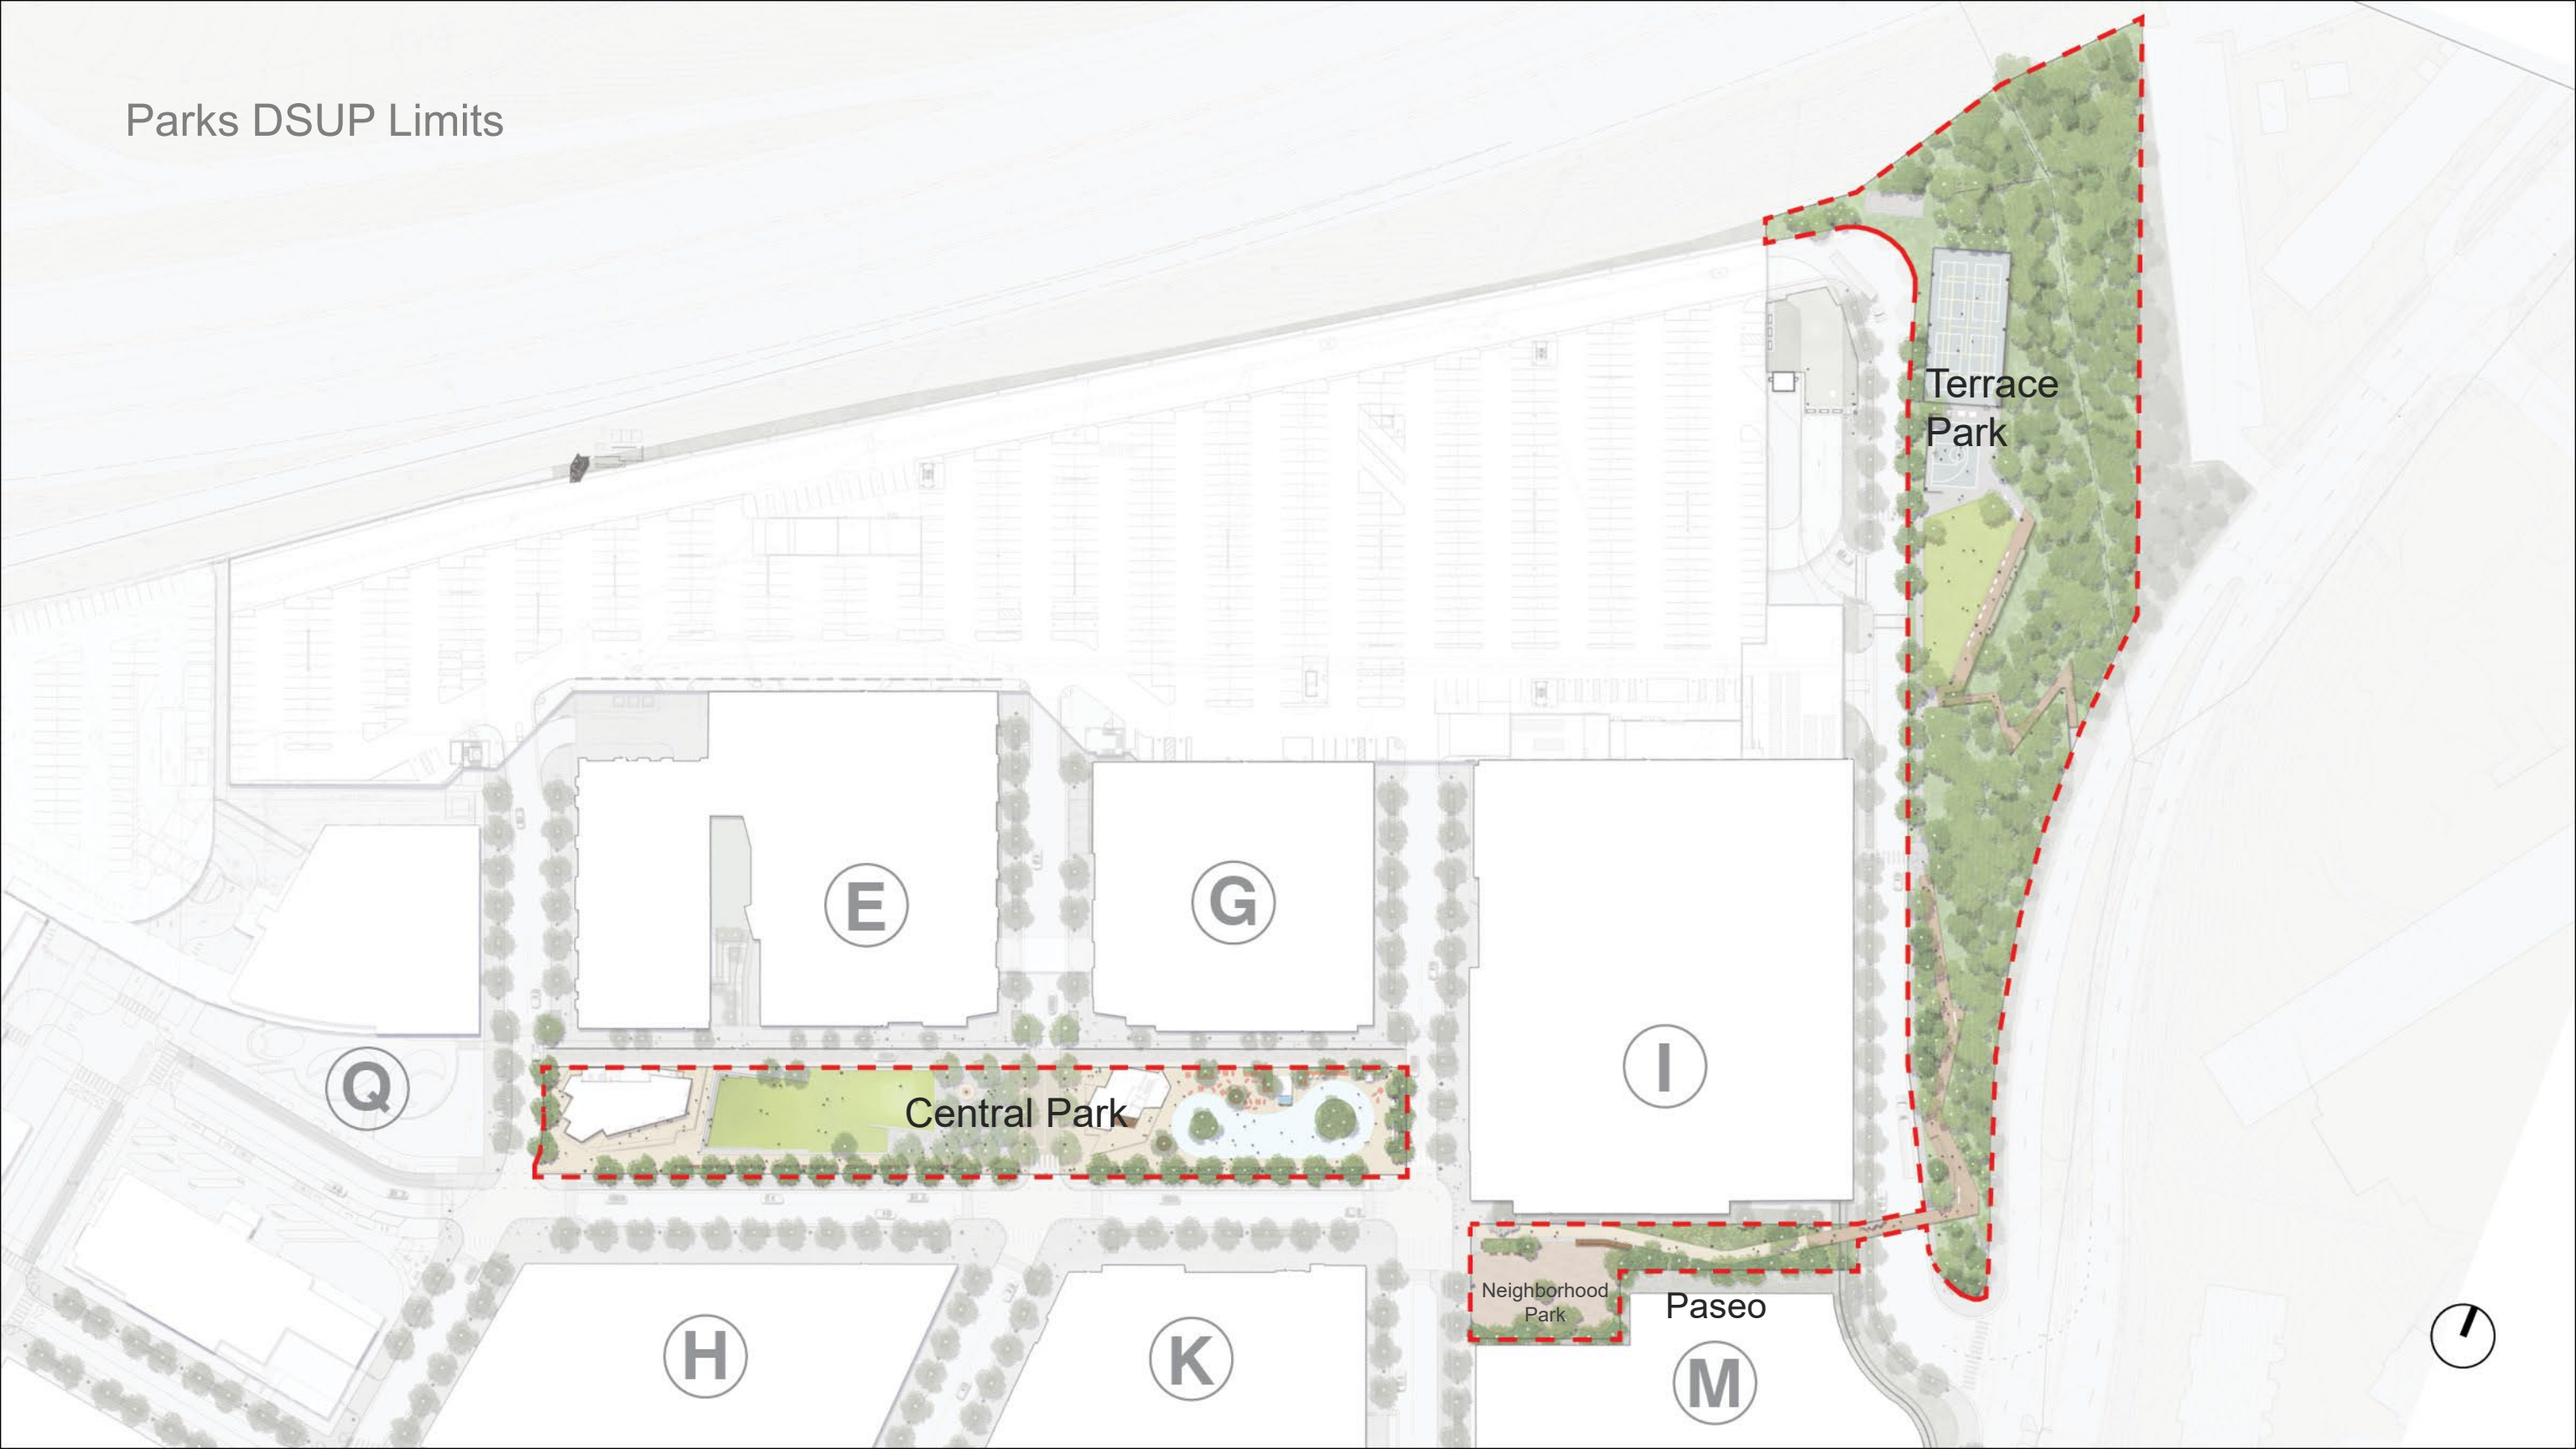 Parks DSUP Limits
Terrace
Park
E
G
I
Q
Central Park
Neighborhood
Park
Paseo
H
K
M